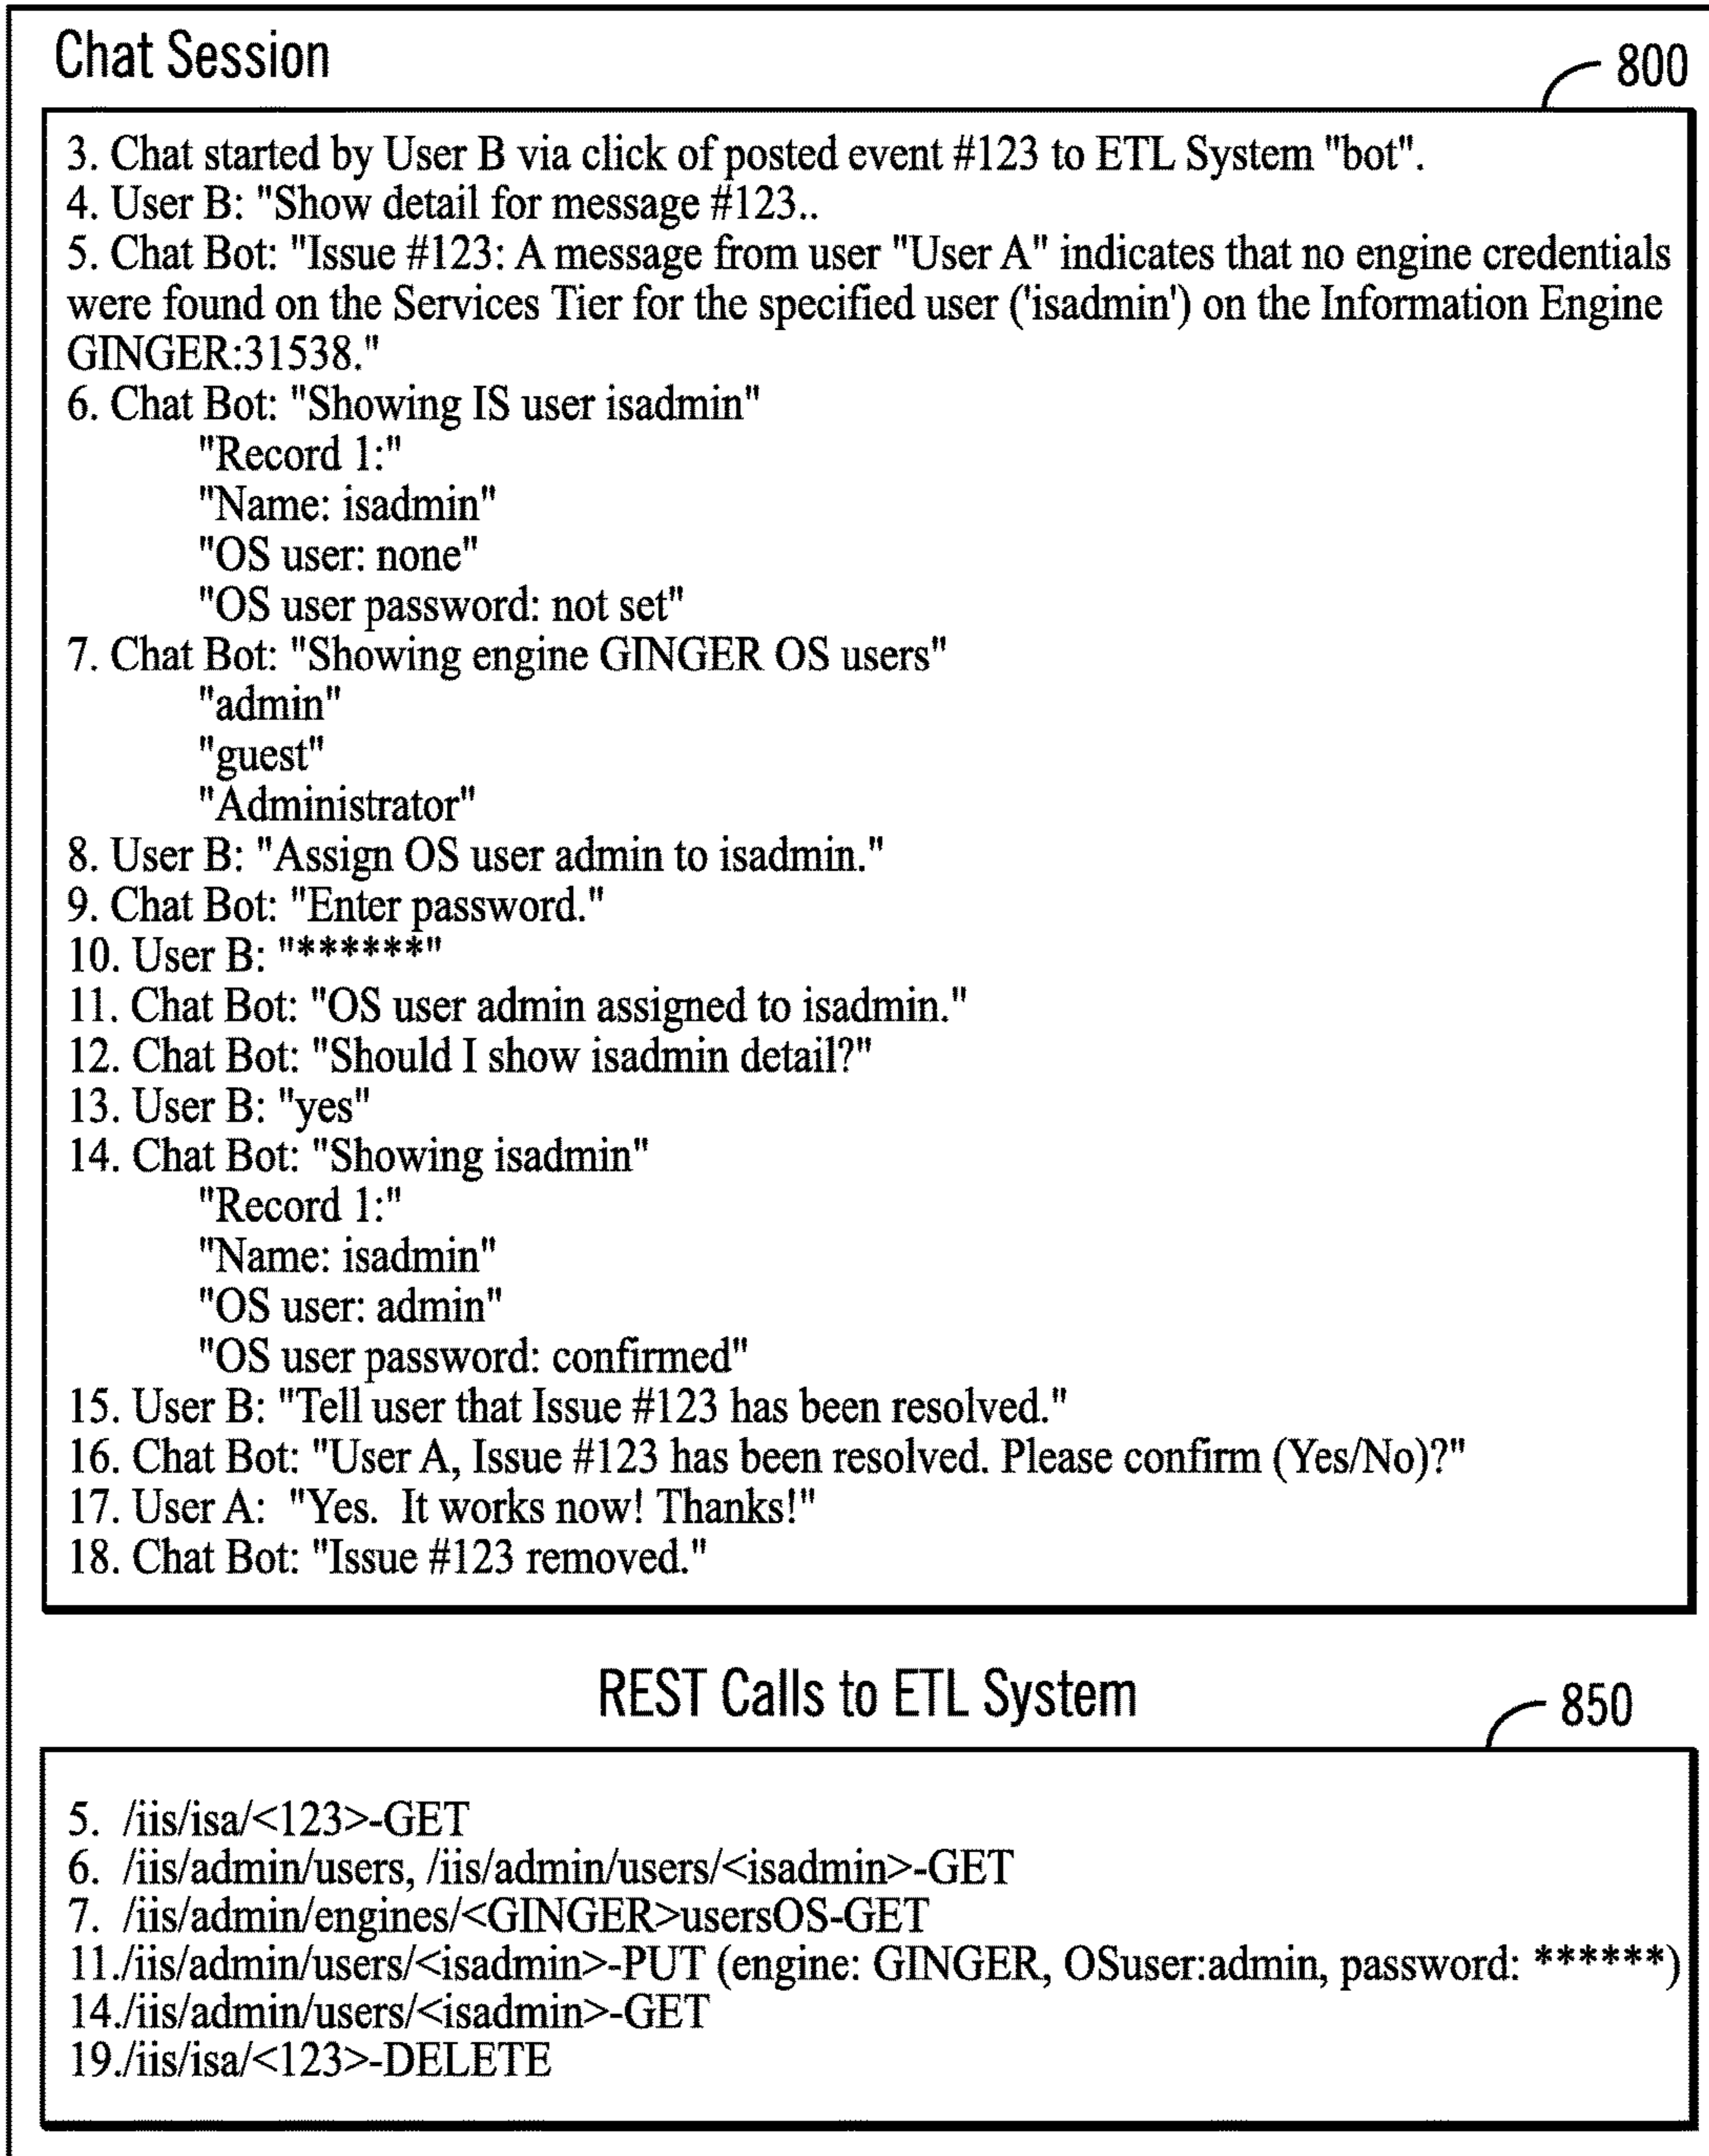 Chat Session
800
3. Chat started by User B via click of posted event #123 to ETL System "bot".
4. User B: "Show detail for message #123..
5. Chat Bot: "Issue #123: A message from user "User A" indicates that no engine credentials
were found on the Services Tier for the specified user ('isadmin') on the Information Engine
GINGER:31538."
6. Chat Bot: "Showing IS user isadmin"
"Record 1:"
"Name: isadmin"
"OS user: none"
"OS user password: not set"
7. Chat Bot: "Showing engine GINGER OS users"
"admin"
"guest"
"Administrator"
8. User B: "Assign OS user admin to isadmin."
9. Chat Bot: "Enter password."
10. User B: "******"
11. Chat Bot: "OS user admin assigned to isadmin."
12. Chat Bot: "Should I show isadmin detail?"
13. User B: "yes"
14. Chat Bot: "Showing isadmin"
"Record 1:"
"Name: isadmin"
"OS user: admin"
"OS user password: confirmed"
15. User B: "Tell user that Issue #123 has been resolved."
16. Chat Bot: "User A, Issue #123 has been resolved. Please confirm (Yes/No)?"
17. User A:  "Yes.  It works now! Thanks!"
18. Chat Bot: "Issue #123 removed."
REST Calls to ETL System
850
5.  /iis/isa/<123>-GET
6.  /iis/admin/users, /iis/admin/users/<isadmin>-GET
7.  /iis/admin/engines/<GINGER>usersOS-GET
11./iis/admin/users/<isadmin>-PUT (engine: GINGER, OSuser:admin, password: ******)
14./iis/admin/users/<isadmin>-GET
19./iis/isa/<123>-DELETE